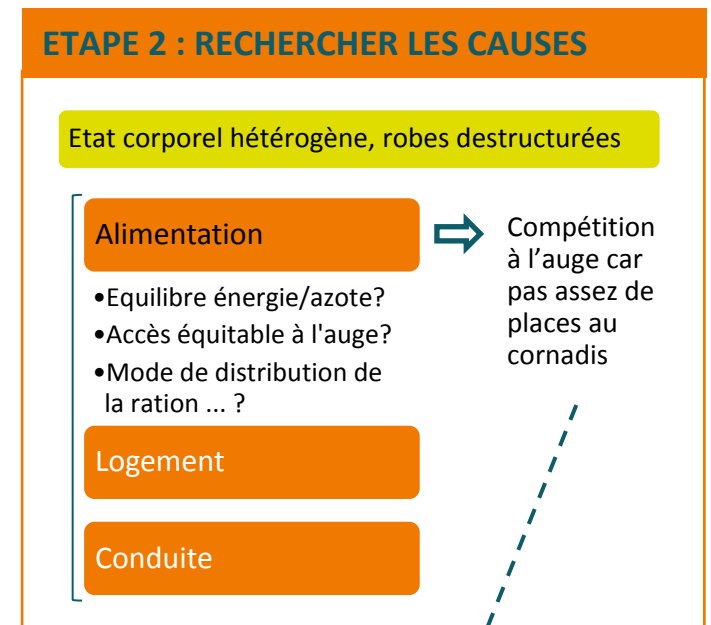 ETAPE 2 : RECHERCHER LES CAUSES
Etat corporel hétérogène, robes destructurées
Alimentation
•Equilibre énergie/azote?
•Accès équitable à l'auge?
•Mode de distribution de
la ration ... ?
Compétition
à l’auge car
pas assez de
places au
cornadis
Logement
Conduite